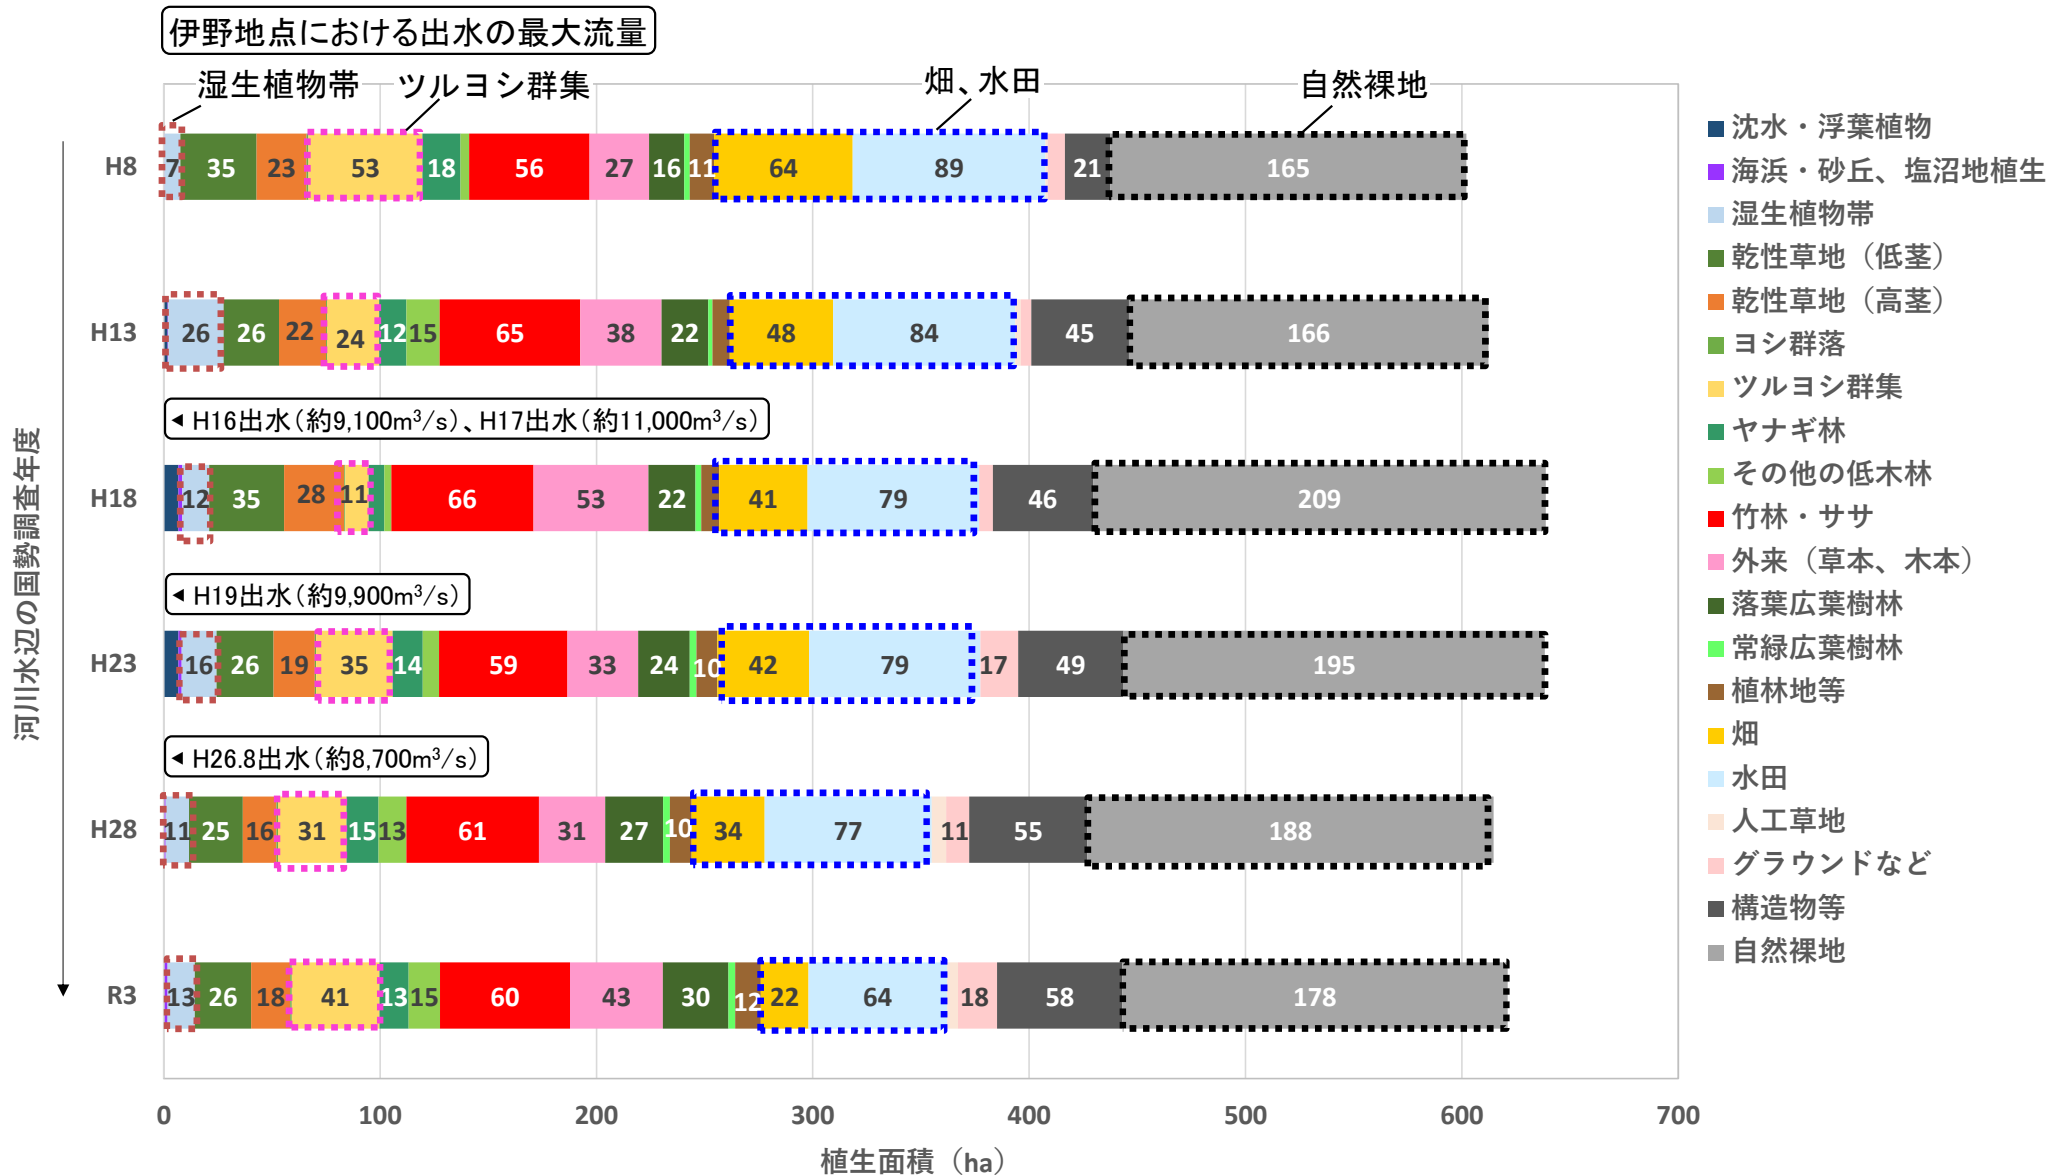 伊野地点における出水の最大流量
湿生植物帯 ツルヨシ群集 畑、水田 自然裸地
H8 7 35 23 53 18 56 27 16 11 64 89 21 165
H13 26 26 22 24 12 15 65 38 22 48 84 45 166
◀ H16出水（約9,100m³/s）、H17出水（約11,000m³/s）
H18 12 35 28 11 66 53 22 41 79 46 209
◀ H19出水（約9,900m³/s）
H23 16 26 19 35 14 59 33 24 10 42 79 17 49 195
◀ H26.8出水（約8,700m³/s）
H28 11 25 16 31 15 13 61 31 27 10 34 77 11 55 188
R3 13 26 18 41 13 15 60 43 30 12 22 64 18 58 178
0 100 200 300 400 500 600 700
植生面積（ha）
河川水辺の国勢調査年度
沈水・浮葉植物
海浜・砂丘、塩沼地植生
湿生植物帯
乾性草地（低茎）
乾性草地（高茎）
ヨシ群落
ツルヨシ群集
ヤナギ林
その他の低木林
竹林・ササ
外来（草本、木本）
落葉広葉樹林
常緑広葉樹林
植林地等
畑
水田
人工草地
グラウンドなど
構造物等
自然裸地